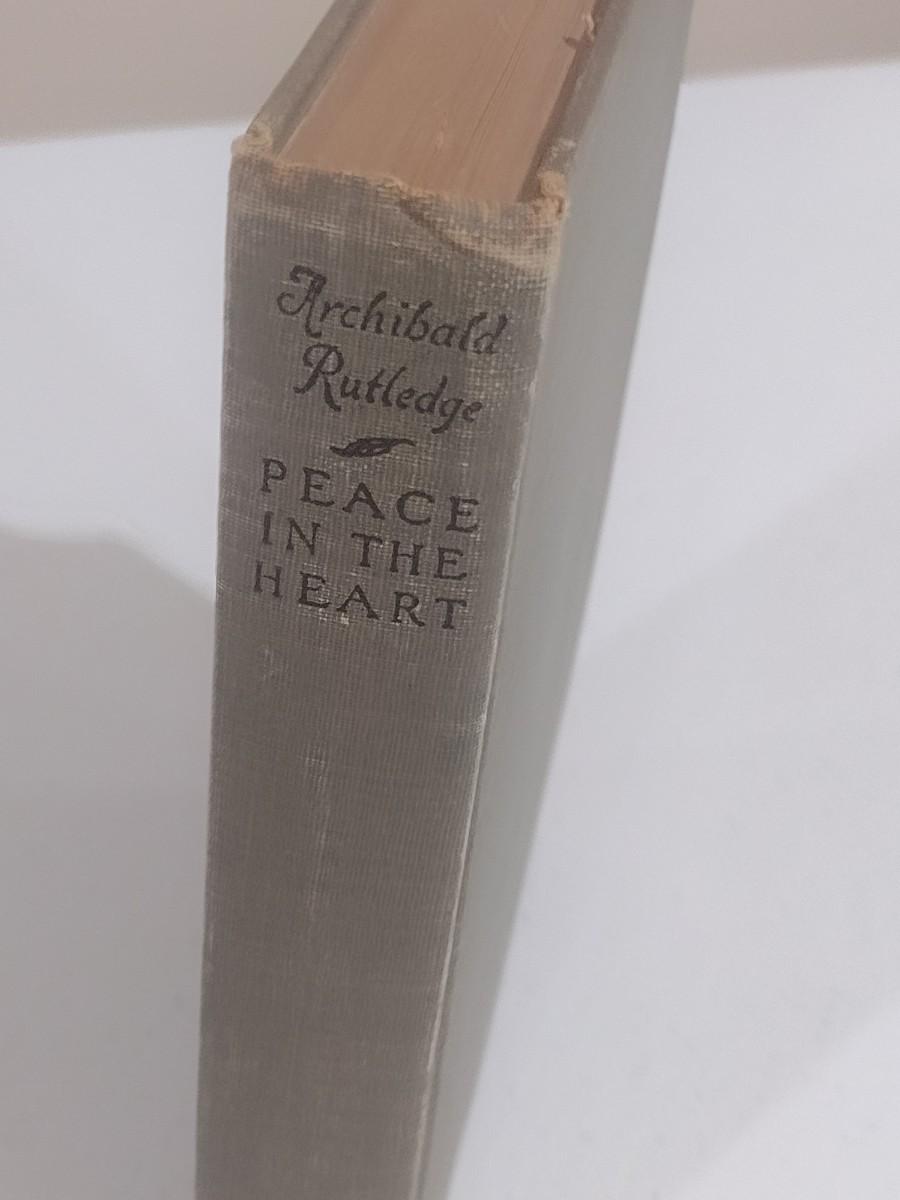 Archibald
Rutledge
PEACE
IN THE
HEART